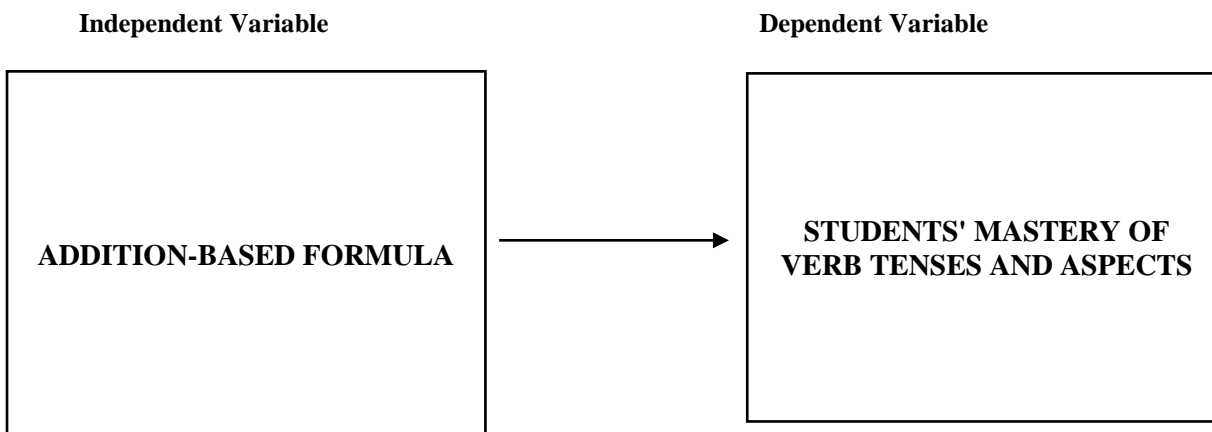 Independent Variable
Dependent Variable
ADDITION-BASED FORMULA
STUDENTS' MASTERY OF
VERB TENSES AND ASPECTS